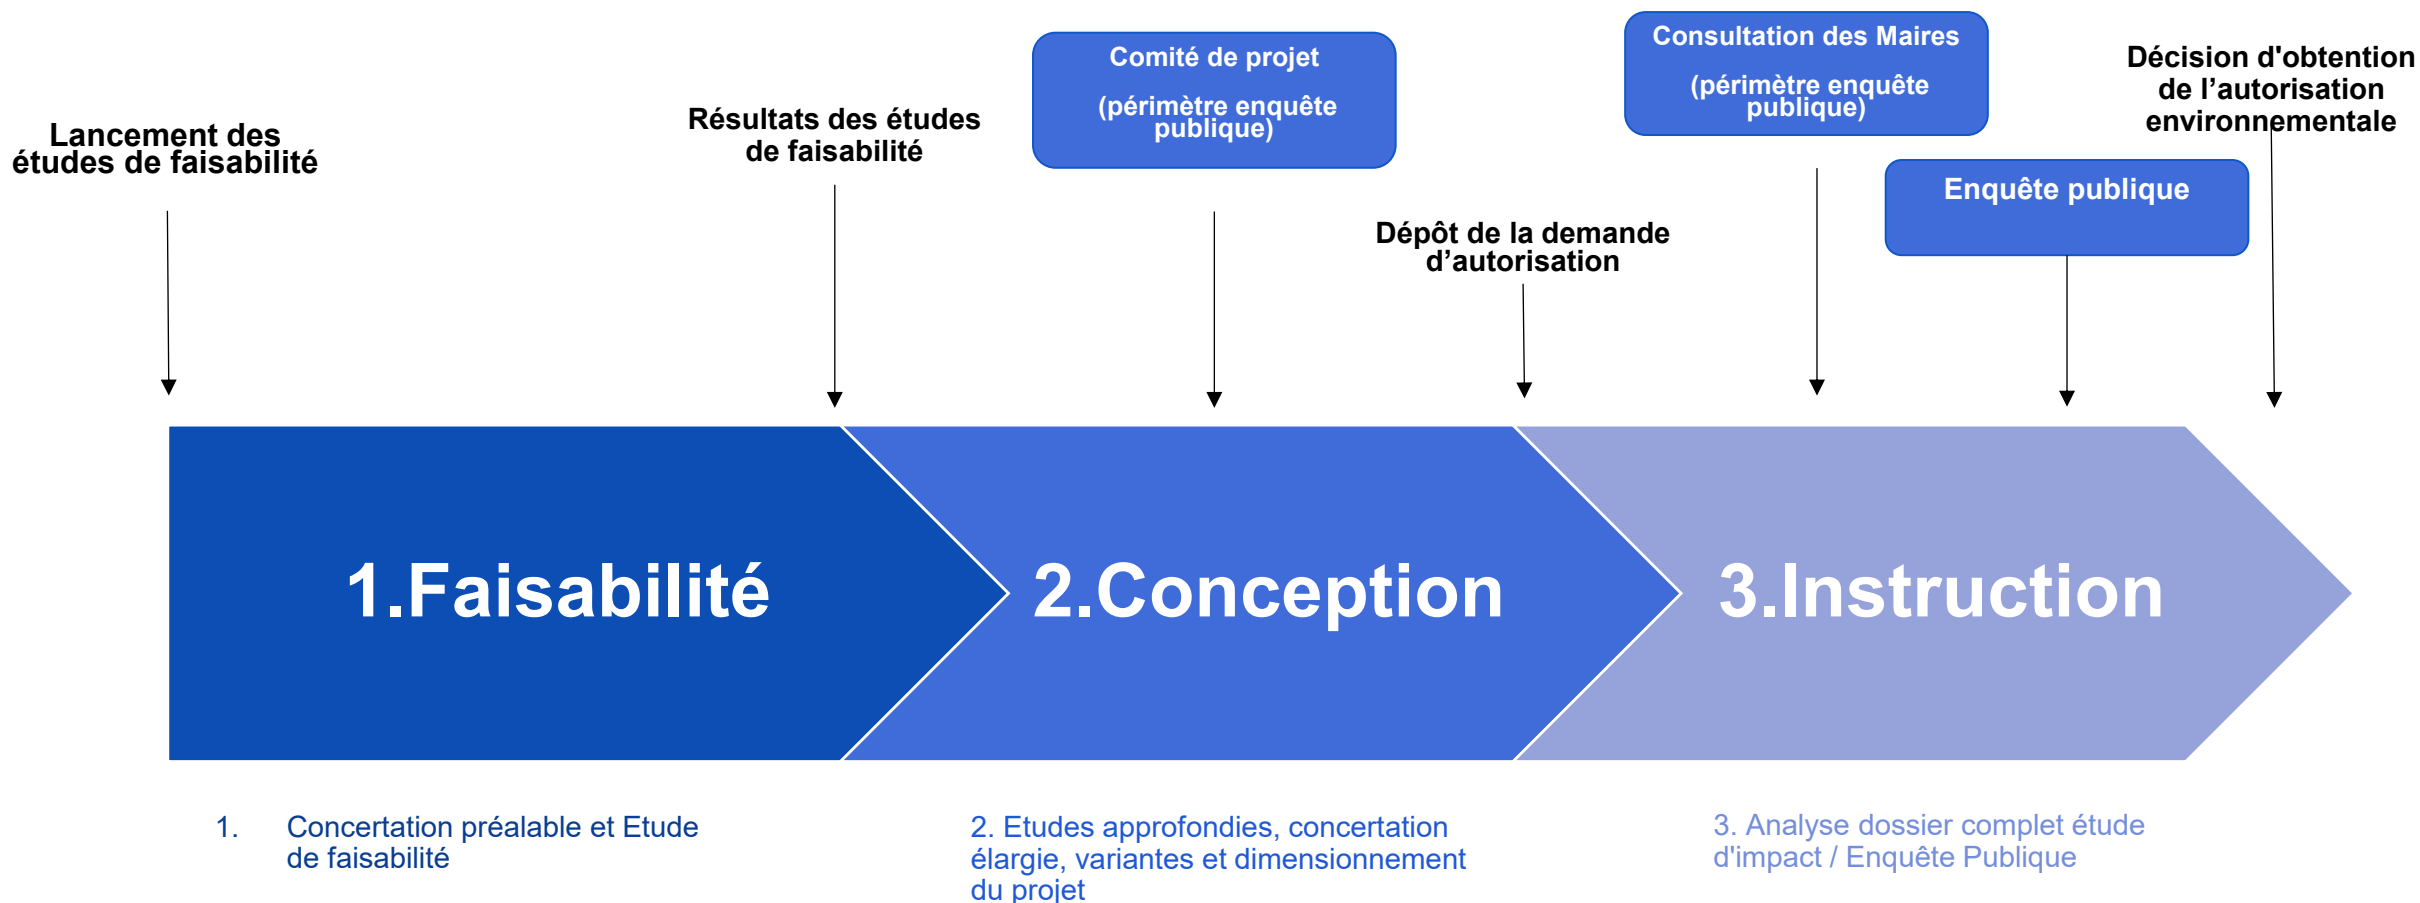 Lancement des
études de faisabilité
Résultats des études
de faisabilité
Comité de projet
(périmètre enquête
publique)
Dépôt de la demande
d’autorisation
Consultation des Maires
(périmètre enquête
publique)
Enquête publique
Décision d'obtention
de l’autorisation
environnementale
1.Faisabilité
2.Conception
3.Instruction
1. Concertation préalable et Etude
de faisabilité
2. Etudes approfondies, concertation
élargie, variantes et dimensionnement
du projet
3. Analyse dossier complet étude
d'impact / Enquête Publique